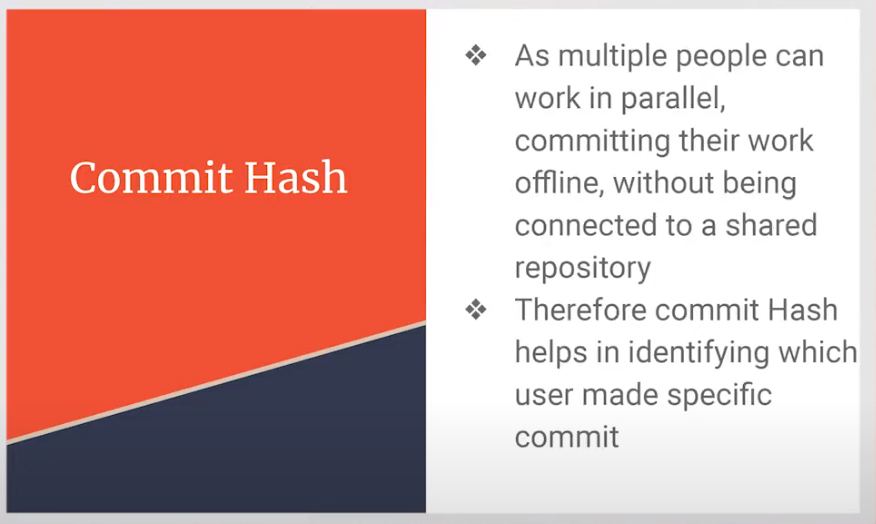 Commit Hash
❖ As multiple people can
work in parallel,
committing their work
offline, without being
connected to a shared
repository
❖ Therefore commit Hash
helps in identifying which
user made specific
commit